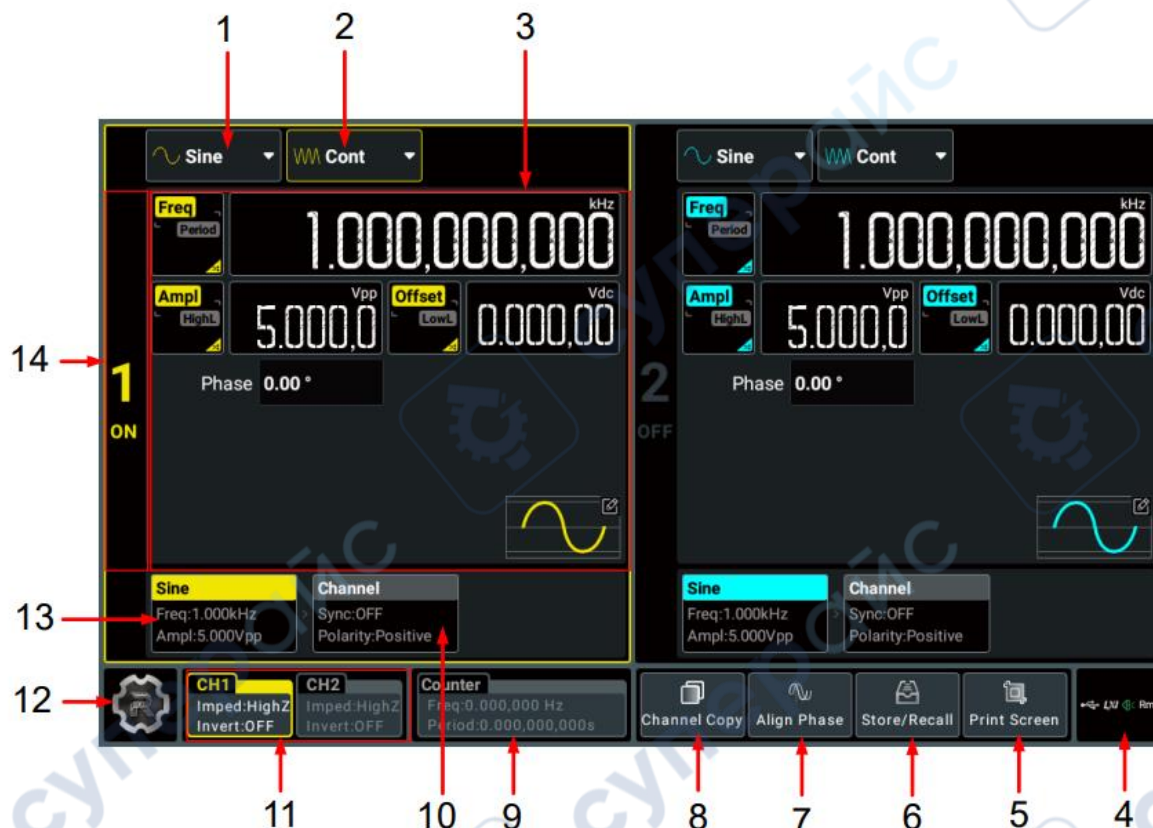 1 2 3
Sine Cont
Freq kHz
Period 1.000,000,000
Ampl Vpp Offset Vdc
HighL 5.000,0 LowL 0.000,00
14
1
ON
Phase 0.00 °
Sine Channel
Freq:1.000kHz Sync:OFF
Ampl:5.000Vpp Polarity:Positive
13
Sine Cont
Freq kHz
Period 1.000,000,000
Ampl Vpp Offset Vdc
HighL 5.000,0 LowL 0.000,00
2
OFF
Phase 0.00 °
Sine Channel
Freq:1.000kHz Sync:OFF
Ampl:5.000Vpp Polarity:Positive
12
CH1 CH2 Counter
Imped:HighZ Imped:HighZ Freq:0.000,000 Hz
Invert:OFF Invert:OFF Period:0.000,000,000s
Channel Copy Align Phase Store/Recall Print Screen
LXI
11 10 9 8 7 6 5 4
суперайс
суперайс